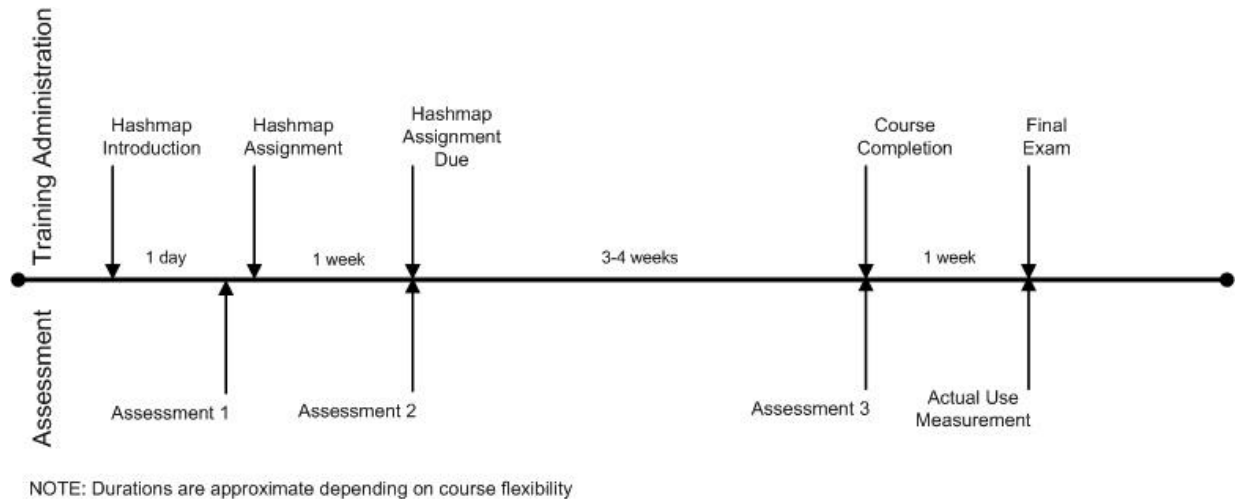 Training Administration
Hashmap
Introduction
Hashmap
Assignment
Hashmap
Assignment
Due
Course
Completion
Final
Exam
1 day
1 week
3-4 weeks
1 week
Assessment
Assessment 1
Assessment 2
Assessment 3
Actual Use
Measurement
NOTE: Durations are approximate depending on course flexibility